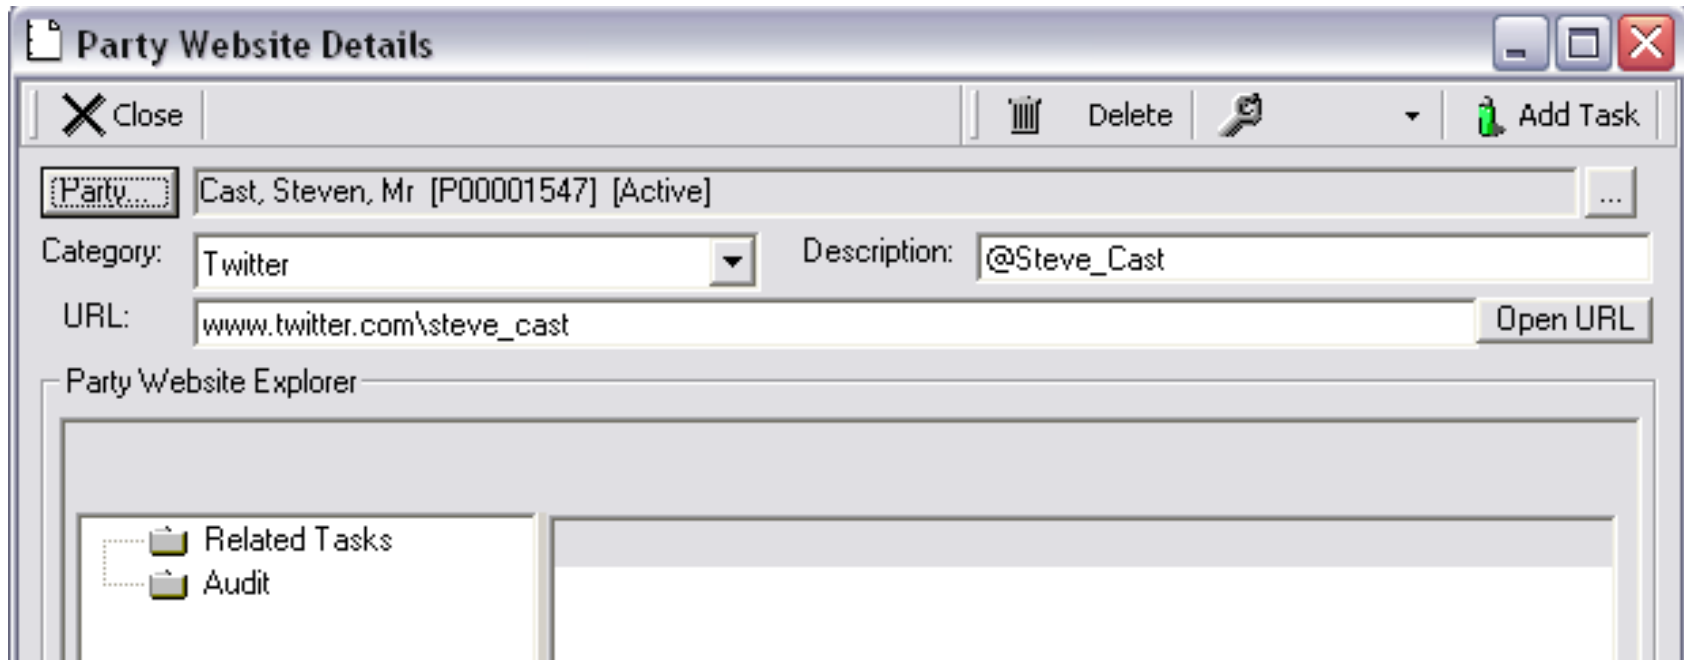 Party Website Details
Close Delete Add Task
Party... Cast, Steven, Mr [P00001547] [Active] ...
Category: Twitter Description: @Steve_Cast
URL: www.twitter.com\steve_cast Open URL
Party Website Explorer
Related Tasks
Audit